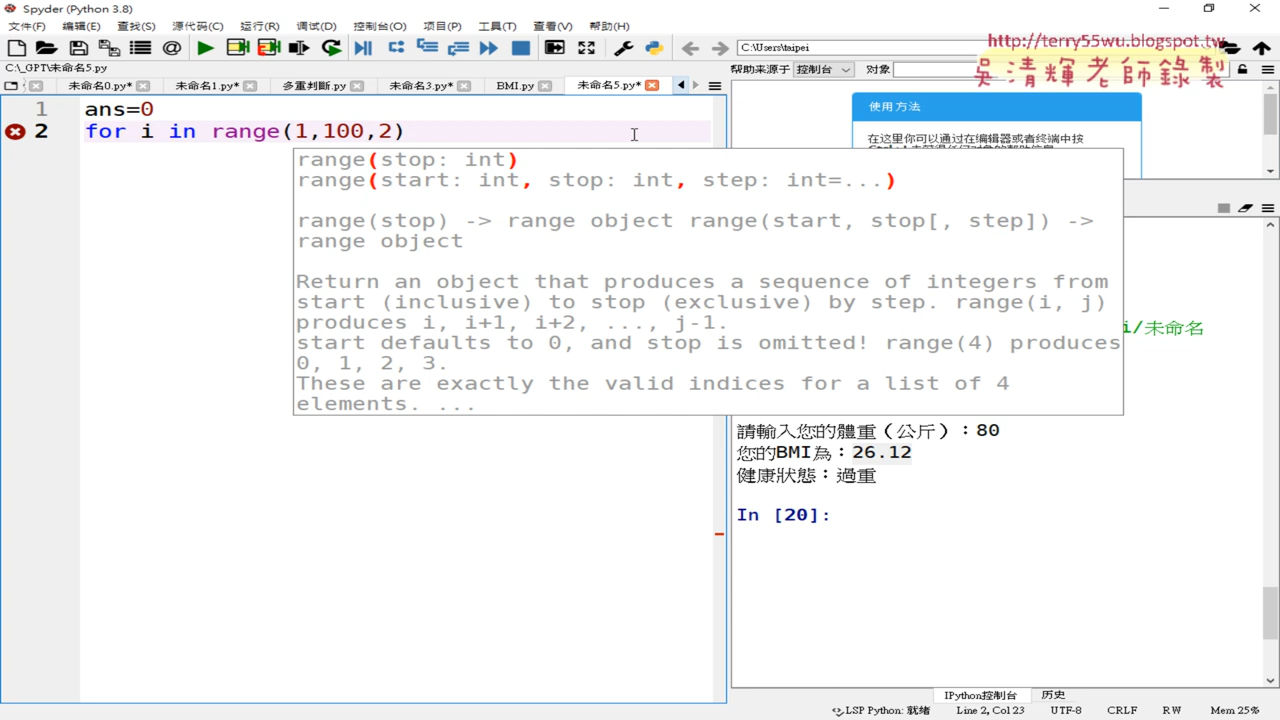 Spyder (Python 3.8)
文件(F) 编辑(E) 查找(S) 源代码(C) 运行(R) 调试(D) 控制台(O) 项目(P) 工具(T) 查看(V) 帮助(H)
C:\Users\taipei
http://terry55wu.blogspot.tw
吳清輝老師錄製
C:\_GPT\未命名5.py
帮助来源于 控制台 对象
未命名0.py* 未命名1.py* 多重判斷.py 未命名3.py* BMI.py 未命名5.py*
1 ans=0
2 for i in range(1,100,2)
使用方法
在这里你可以通过在编辑器或者终端中按
range(stop: int)
range(start: int, stop: int, step: int=...)
range(stop) -> range object range(start, stop[, step]) ->
range object
Return an object that produces a sequence of integers from
start (inclusive) to stop (exclusive) by step. range(i, j)
produces i, i+1, i+2, ..., j-1.
start defaults to 0, and stop is omitted! range(4) produces
0, 1, 2, 3.
These are exactly the valid indices for a list of 4
elements. ...
i/未命名
請輸入您的體重（公斤）：80
您的BMI為：26.12
健康狀態：過重
In [20]:
IPython控制台 历史
LSP Python: 就绪 Line 2, Col 23 UTF-8 CRLF RW Mem 25%